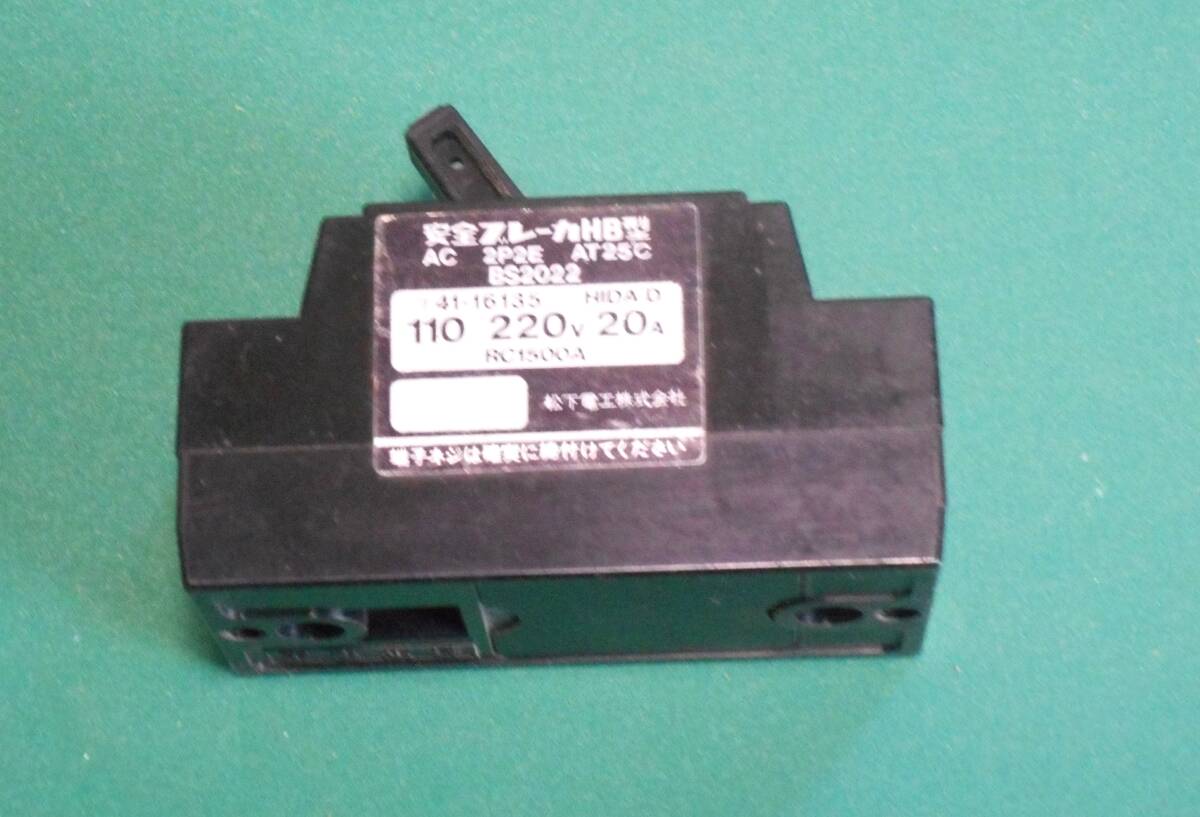 安全ブレーカHB型
AC 2P2E AT25℃
BS2022
41-16135 HIDA D
110 220V 20A
RC1500A
松下電工株式会社
端子ネジは確実に締付けてください